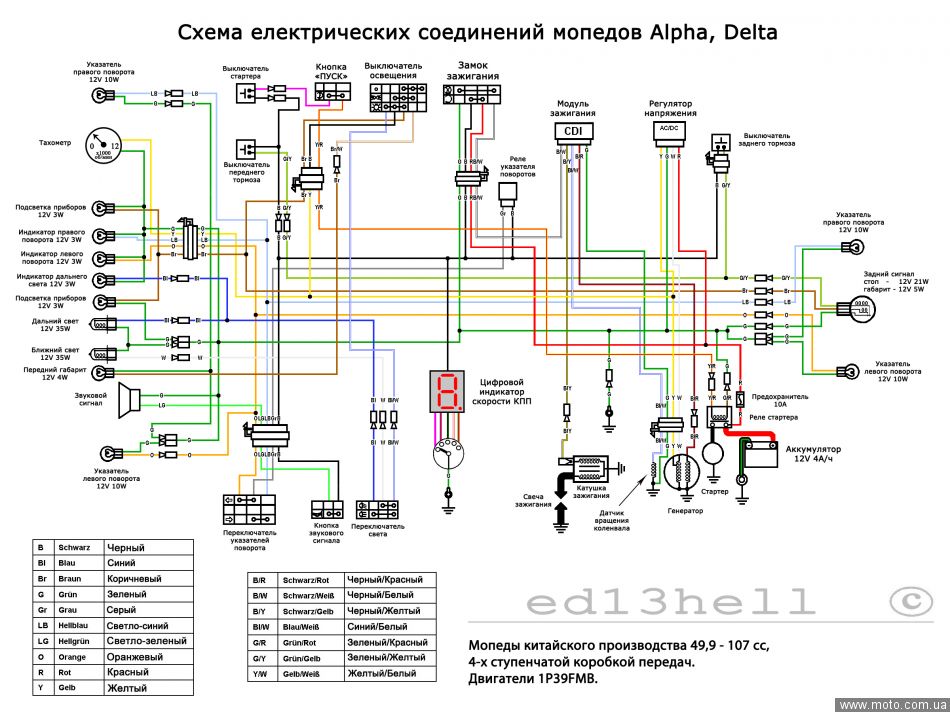 Схема електрических соединений мопедов Alpha, Delta
Указатель
правого поворота
12V 10W
Выключатель
стартера
Кнопка
«ПУСК»
Выключатель
освещения
Замок
зажигания
Модуль
зажигания
CDI
Регулятор
напряжения
AC/DC
Выключатель
заднего тормоза
Тахометр
0 12
x1000
об/мин
Выключатель
переднего
тормоза
Реле
указателя
поворотов
Подсветка приборов
12V 3W
Индикатор правого
поворота 12V 3W
Индикатор левого
поворота 12V 3W
Индикатор дальнего
света 12V 3W
Подсветка приборов
12V 3W
Дальний свет
12V 35W
Ближний свет
12V 35W
Передний габарит
12V 4W
Звуковой
сигнал
Указатель
левого поворота
12V 10W
Указатель
правого поворота
12V 10W
Задний сигнал
стоп - 12V 21W
габарит - 12V 5W
Указатель
левого поворота
12V 10W
Цифровой
индикатор
скорости КПП
Предохранитель
10А
Реле стартера
Аккумулятор
12V 4А/ч
Стартер
Генератор
Датчик
вращения
коленвала
Катушка
зажигания
Свеча
зажигания
Переключатель
указателей
поворота
Кнопка
звукового
сигнала
Переключатель
света
B Schwarz Черный
Bl Blau Синий
Br Braun Коричневый
G Grün Зеленый
Gr Grau Серый
LB Hellblau Светло-синий
LG Hellgrün Светло-зеленый
O Orange Оранжевый
R Rot Красный
Y Gelb Желтый
B/R Schwarz/Rot Черный/Красный
B/W Schwarz/Weiß Черный/Белый
B/Y Schwarz/Gelb Черный/Желтый
Bl/W Blau/Weiß Синий/Белый
G/R Grün/Rot Зеленый/Красный
G/Y Grün/Gelb Зеленый/Желтый
Y/W Gelb/Weiß Желтый/Белый
ed13hell ©
Мопеды китайского производства 49,9 - 107 сс,
4-х ступенчатой коробкой передач.
Двигатели 1P39FMB.
www.moto.com.ua